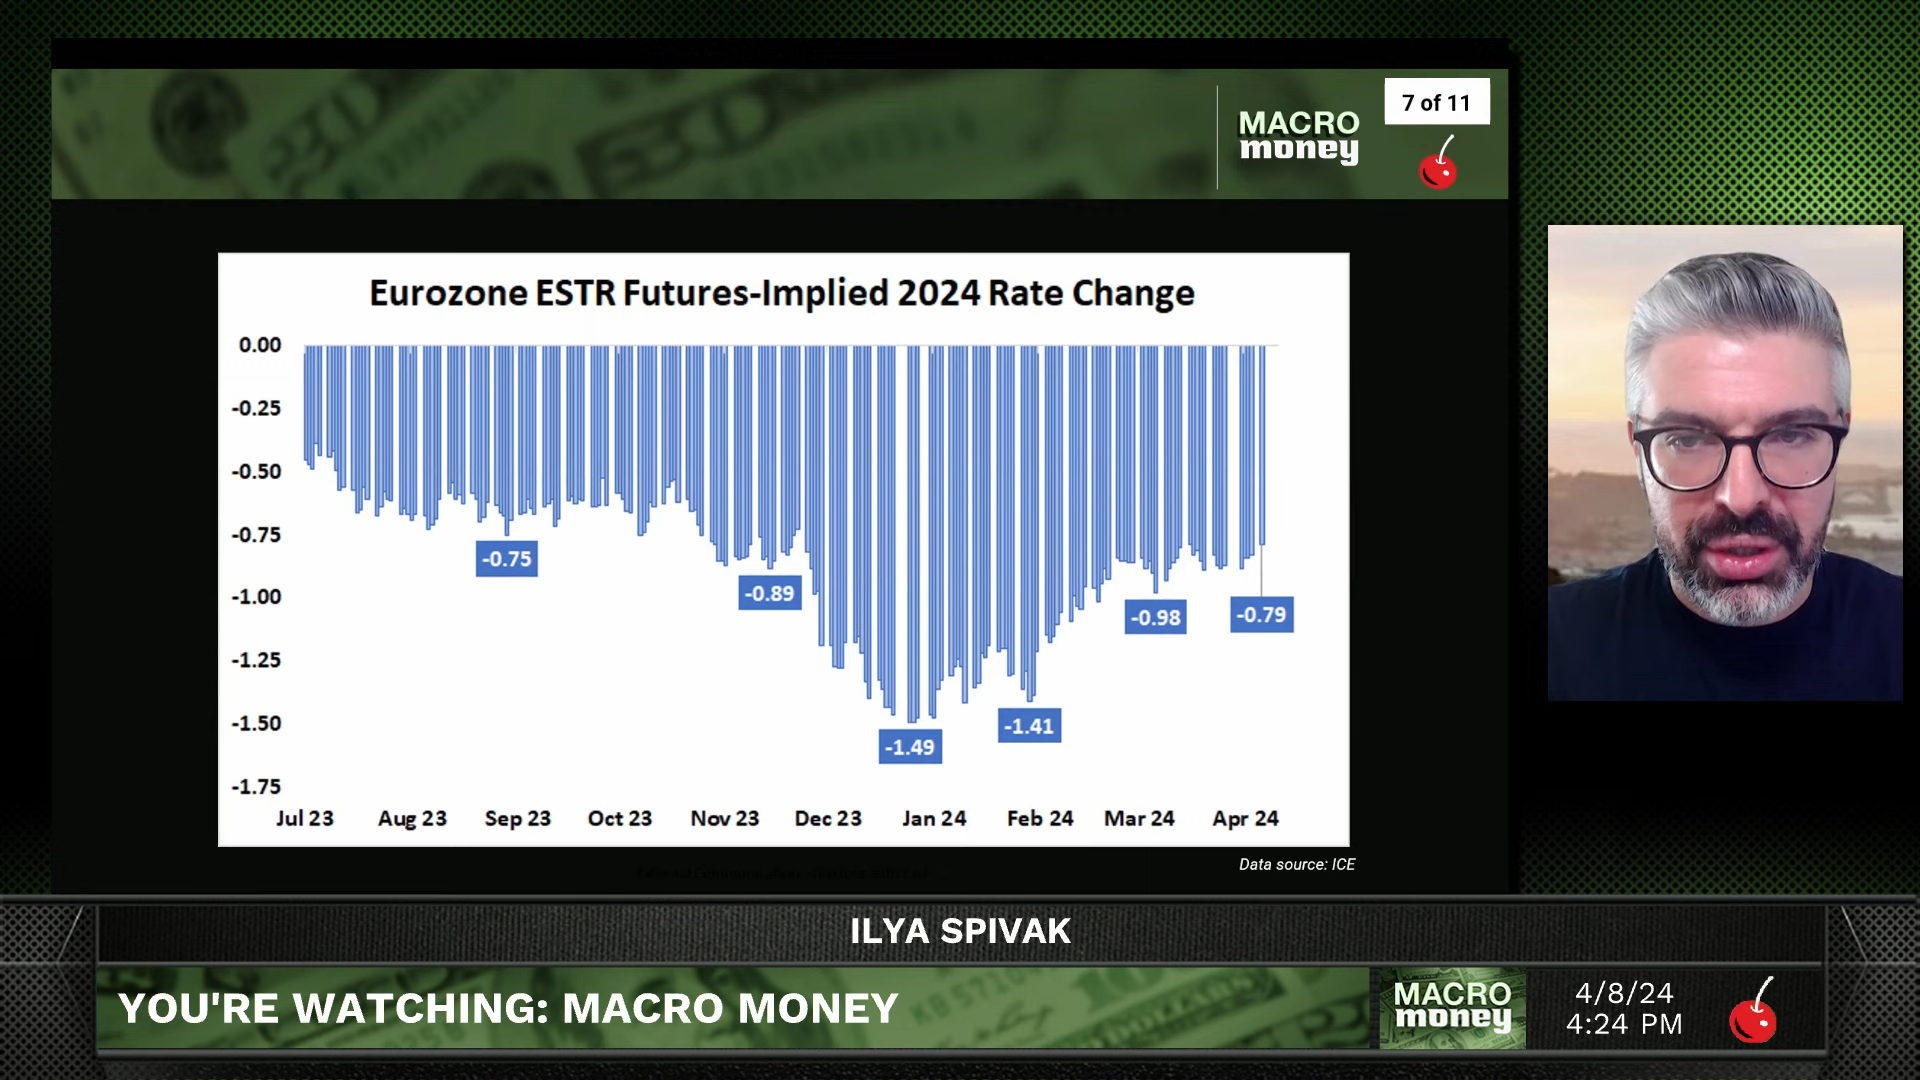 MACRO
money
7 of 11
Eurozone ESTR Futures-Implied 2024 Rate Change
0.00
-0.25
-0.50
-0.75
-1.00
-1.25
-1.50
-1.75
-0.75
-0.89
-1.49
-1.41
-0.98
-0.79
Jul 23 Aug 23 Sep 23 Oct 23 Nov 23 Dec 23 Jan 24 Feb 24 Mar 24 Apr 24
Data source: ICE
ILYA SPIVAK
YOU'RE WATCHING: MACRO MONEY
MACRO
money
4/8/24
4:24 PM